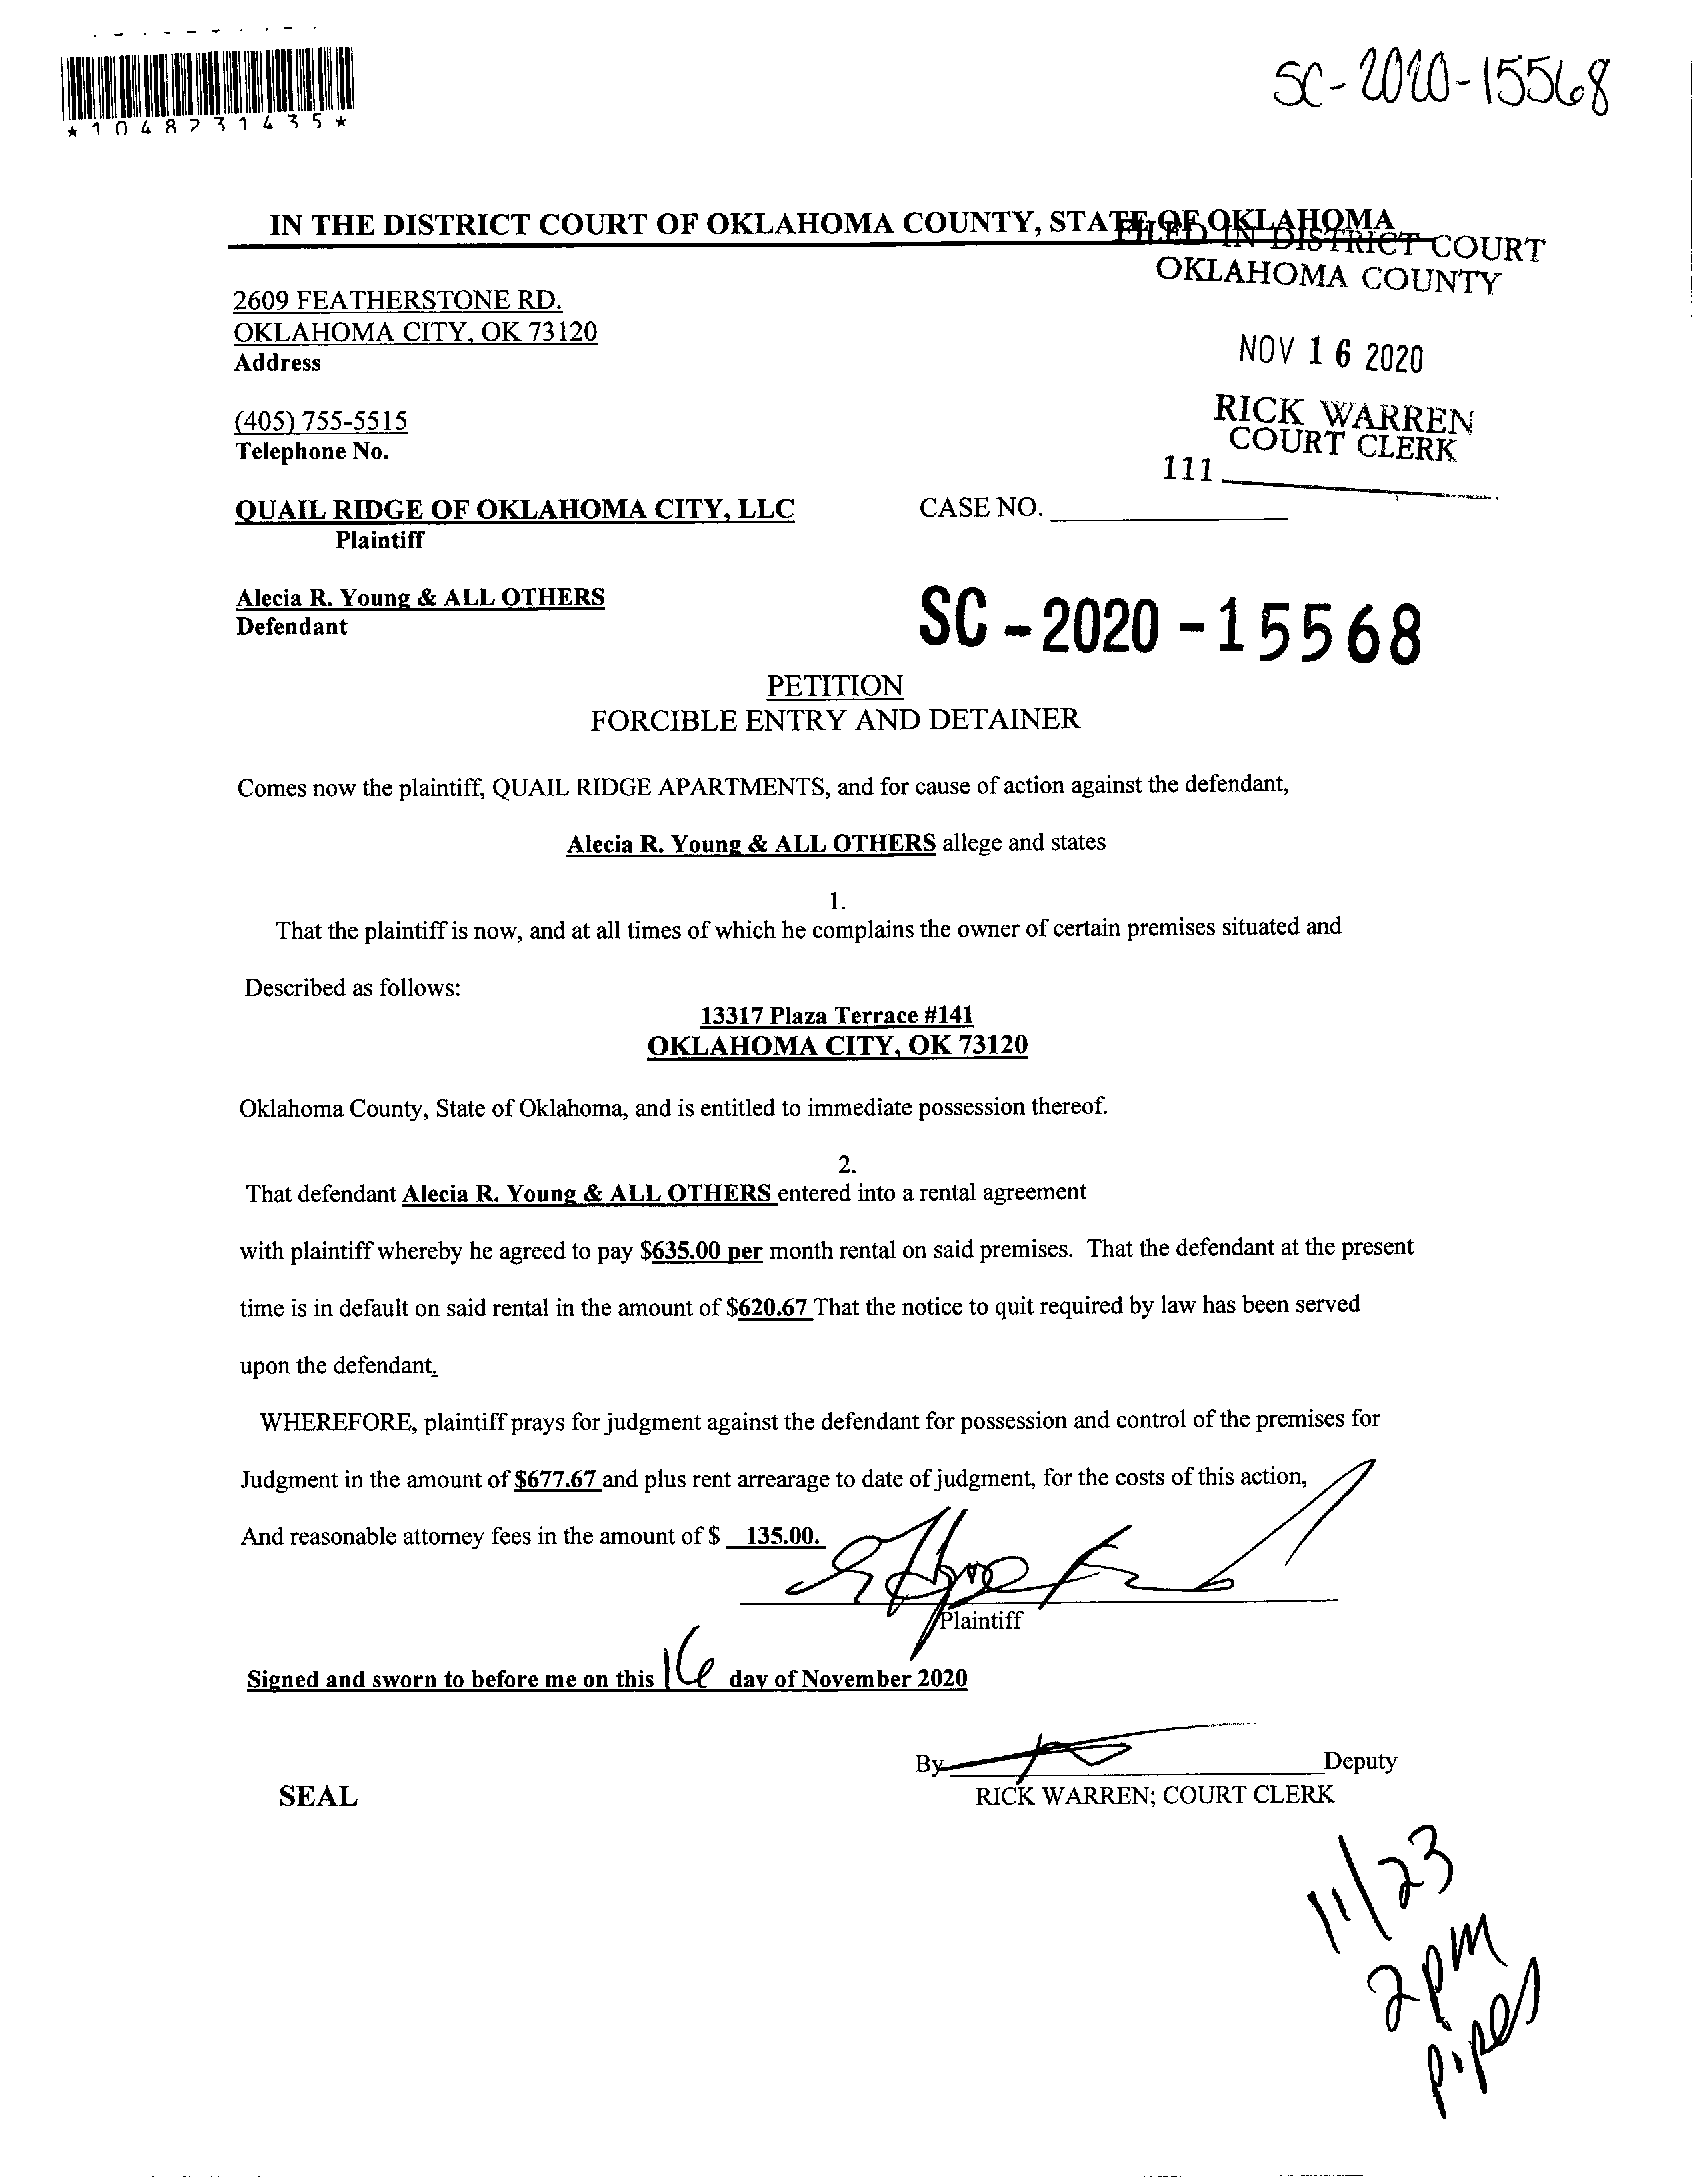 *1048231435*
SC-2020-15568
IN THE DISTRICT COURT OF OKLAHOMA COUNTY, STATE OF OKLAHOMA
FILED IN DISTRICT COURT
OKLAHOMA COUNTY
2609 FEATHERSTONE RD.
OKLAHOMA CITY, OK 73120
Address
NOV 16 2020
(405) 755-5515
Telephone No.
RICK WARREN
COURT CLERK
111
QUAIL RIDGE OF OKLAHOMA CITY, LLC
CASE NO.
Plaintiff
Alecia R. Young & ALL OTHERS
Defendant
SC - 2020 - 15568
PETITION
FORCIBLE ENTRY AND DETAINER
Comes now the plaintiff, QUAIL RIDGE APARTMENTS, and for cause of action against the defendant,
Alecia R. Young & ALL OTHERS allege and states
1.
That the plaintiff is now, and at all times of which he complains the owner of certain premises situated and
Described as follows:
13317 Plaza Terrace #141
OKLAHOMA CITY, OK 73120
Oklahoma County, State of Oklahoma, and is entitled to immediate possession thereof.
2.
That defendant Alecia R. Young & ALL OTHERS entered into a rental agreement
with plaintiff whereby he agreed to pay $635.00 per month rental on said premises. That the defendant at the present
time is in default on said rental in the amount of $620.67 That the notice to quit required by law has been served
upon the defendant.
WHEREFORE, plaintiff prays for judgment against the defendant for possession and control of the premises for
Judgment in the amount of $677.67 and plus rent arrearage to date of judgment, for the costs of this action,
And reasonable attorney fees in the amount of $ 135.00.
Plaintiff
Signed and sworn to before me on this 16 day of November 2020
By Deputy
SEAL
RICK WARREN; COURT CLERK
11/23
2pm
pipes